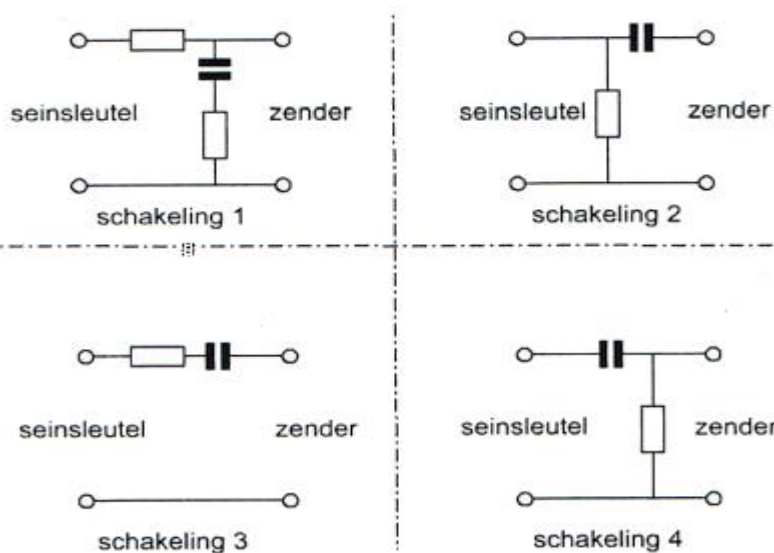 seinsleutel zender
schakeling 1
seinsleutel zender
schakeling 2
seinsleutel zender
schakeling 3
seinsleutel zender
schakeling 4